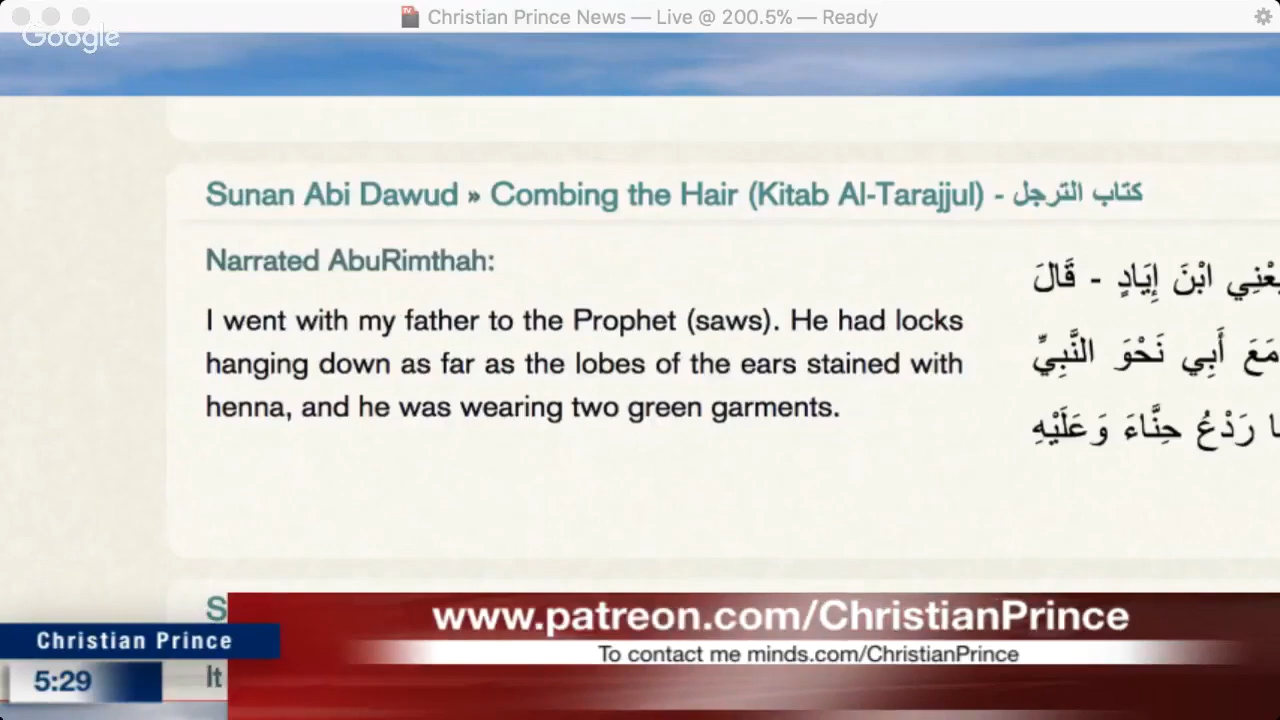 Christian Prince News — Live @ 200.5% — Ready
Google
Sunan Abi Dawud » Combing the Hair (Kitab Al-Tarajjul) - كتاب الترجل
Narrated AbuRimthah:
I went with my father to the Prophet (saws). He had locks
hanging down as far as the lobes of the ears stained with
henna, and he was wearing two green garments.
ابْنَ إِيَادٍ - قَالَ
مَعَ أَبِي نَحْوَ النَّبِيِّ
رَدْعُ حِنَّاءَ وَعَلَيْهِ
S
It
www.patreon.com/ChristianPrince
To contact me minds.com/ChristianPrince
Christian Prince
5:29